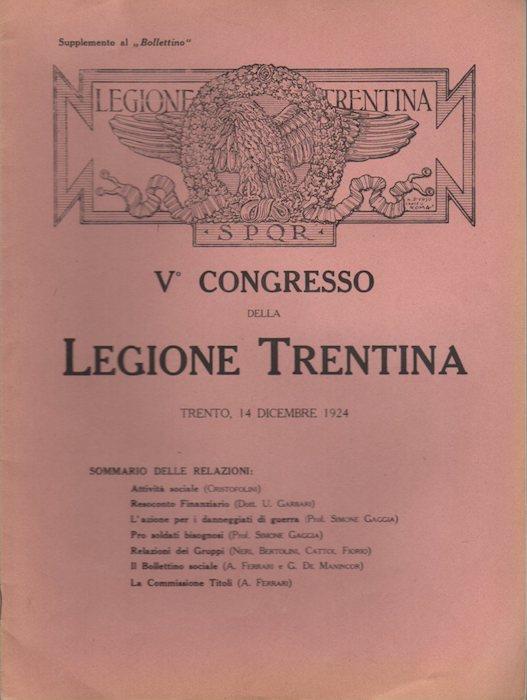 Supplemento al „Bollettino"
LEGIONE TRENTINA
SPQR
V° CONGRESSO
DELLA
LEGIONE TRENTINA
TRENTO, 14 DICEMBRE 1924
SOMMARIO DELLE RELAZIONI:
Attività sociale (CRISTOFOLINI)
Resoconto Finanziario (Dott. U. GARBARI)
L'azione per i danneggiati di guerra (Prof. SIMONE GAGGIA)
Pro soldati bisognosi (Prof. SIMONE GAGGIA)
Relazioni dei Gruppi (NERI, BERTOLINI, CATTOI, FIORIO)
Il Bollettino sociale (A. FERRARI e G. DE MANINCOR)
La Commissione Titoli (A. FERRARI)